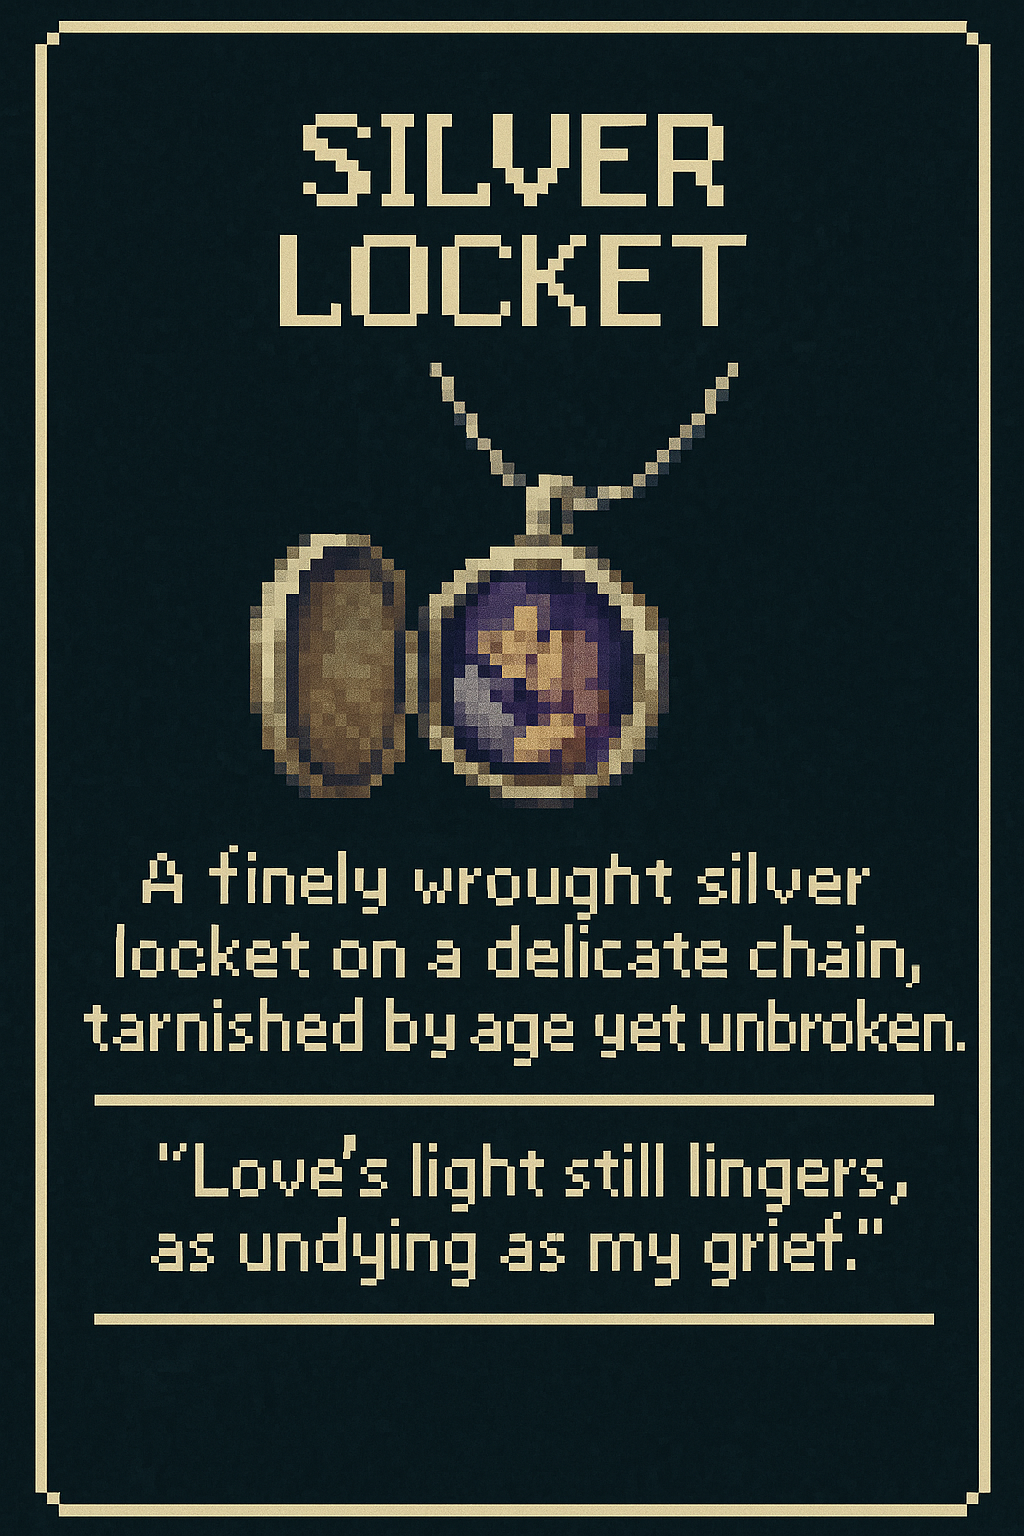 SILVER
LOCKET
A finely wrought silver
locket on a delicate chain,
tarnished by age yet unbroken.
“Love’s light still lingers,
as undying as my grief."